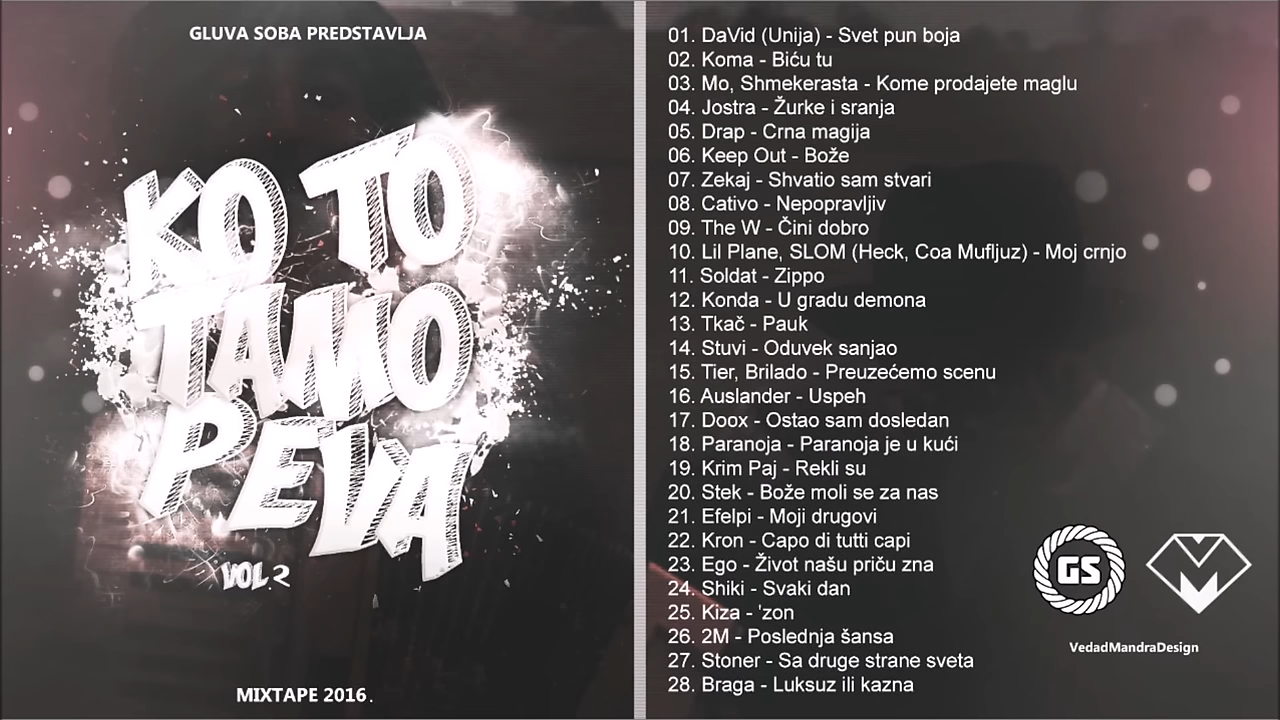 GLUVA SOBA PREDSTAVLJA
KO TO
TAMO
PEVA
VOL.2
MIXTAPE 2016.
01. DaVid (Unija) - Svet pun boja
02. Koma - Biću tu
03. Mo, Shmekerasta - Kome prodajete maglu
04. Jostra - Žurke i sranja
05. Drap - Crna magija
06. Keep Out - Bože
07. Zekaj - Shvatio sam stvari
08. Cativo - Nepopravljiv
09. The W - Čini dobro
10. Lil Plane, SLOM (Heck, Coa Mufljuz) - Moj crnjo
11. Soldat - Zippo
12. Konda - U gradu demona
13. Tkač - Pauk
14. Stuvi - Oduvek sanjao
15. Tier, Brilado - Preuzećemo scenu
16. Auslander - Uspeh
17. Doox - Ostao sam dosledan
18. Paranoja - Paranoja je u kući
19. Krim Paj - Rekli su
20. Stek - Bože moli se za nas
21. Efelpi - Moji drugovi
22. Kron - Capo di tutti capi
23. Ego - Život našu priču zna
24. Shiki - Svaki dan
25. Kiza - 'zon
26. 2M - Poslednja šansa
27. Stoner - Sa druge strane sveta
28. Braga - Luksuz ili kazna
GS
VedadMandraDesign